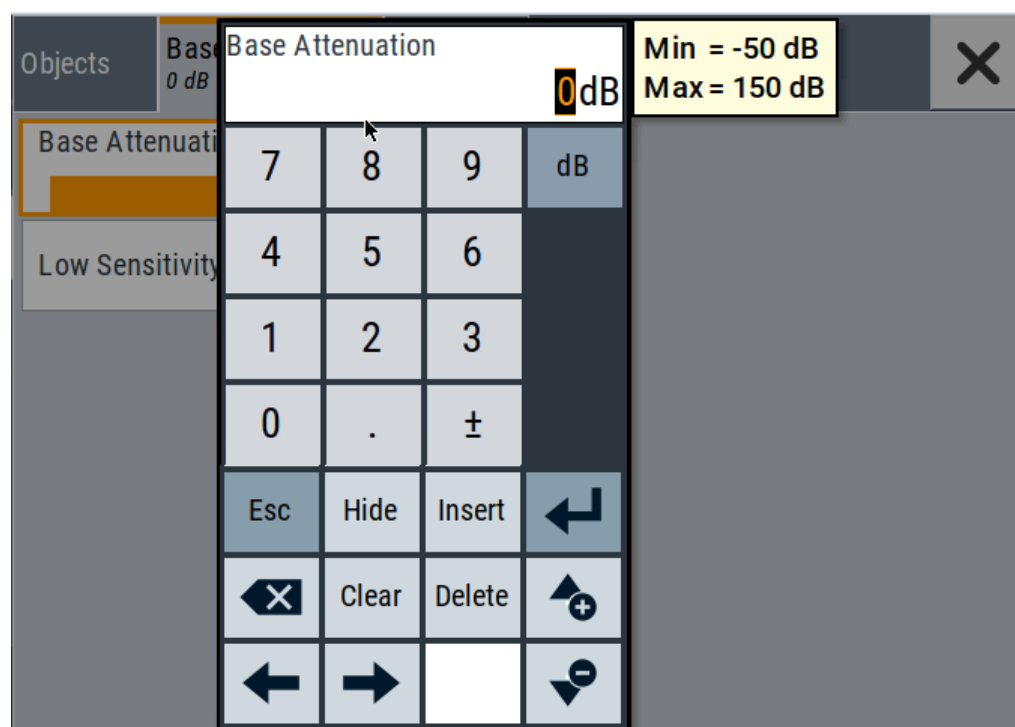 Objects
Base
0 dB
Base Attenuation
0dB
Min = -50 dB
Max = 150 dB
Base Attenuati
Low Sensitivity
7 8 9 dB
4 5 6
1 2 3
0 . ±
Esc Hide Insert
Clear Delete